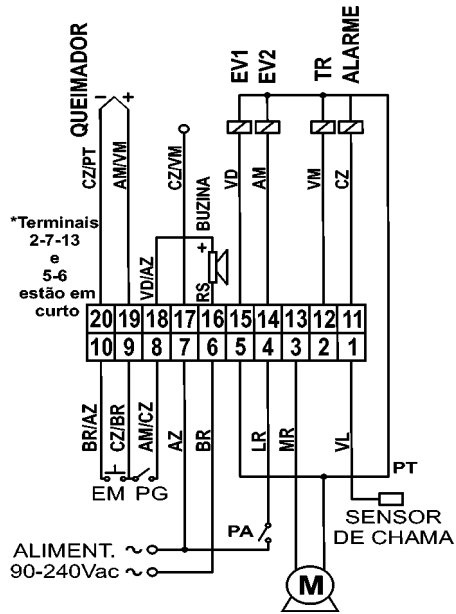 QUEIMADOR
− +
EV1
EV2
TR
ALARME
CZ/PT
AM/VM
CZ/VM
BUZINA
VD
AM
VM
CZ
*Terminais
2-7-13
e
5-6
estão em
curto
VD/AZ
+
RS
20 19 18 17 16 15 14 13 12 11
10 9 8 7 6 5 4 3 2 1
BR/AZ
CZ/BR
AM/CZ
AZ
BR
LR
MR
VL
PT
EM PG
SENSOR
DE CHAMA
PA
ALIMENT. ~
90-240Vac ~
M